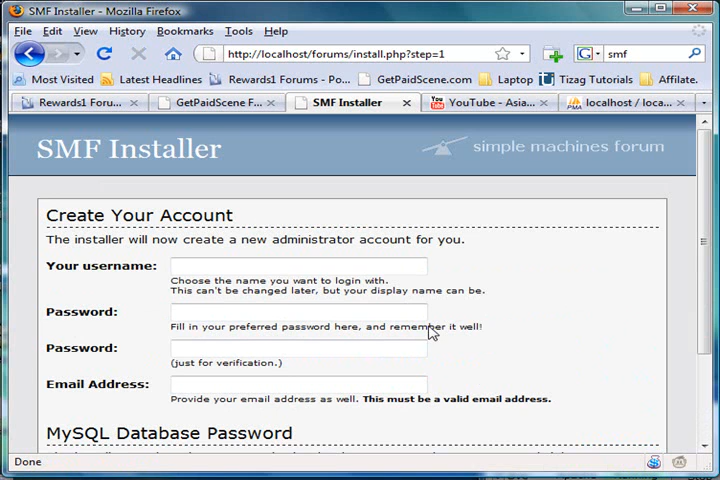 SMF Installer - Mozilla Firefox
File Edit View History Bookmarks Tools Help
http://localhost/forums/install.php?step=1
G smf
Most Visited Latest Headlines Rewards1 Forums - Po... GetPaidScene.com Laptop Tizag Tutorials Affilate.
Rewards1 Foru... GetPaidScene F... SMF Installer YouTube - Asia... localhost / loca...
SMF Installer
simple machines forum
Create Your Account
The installer will now create a new administrator account for you.
Your username:
Choose the name you want to login with.
This can't be changed later, but your display name can be.
Password:
Fill in your preferred password here, and remember it well!
Password:
(just for verification.)
Email Address:
Provide your email address as well. This must be a valid email address.
MySQL Database Password
Done